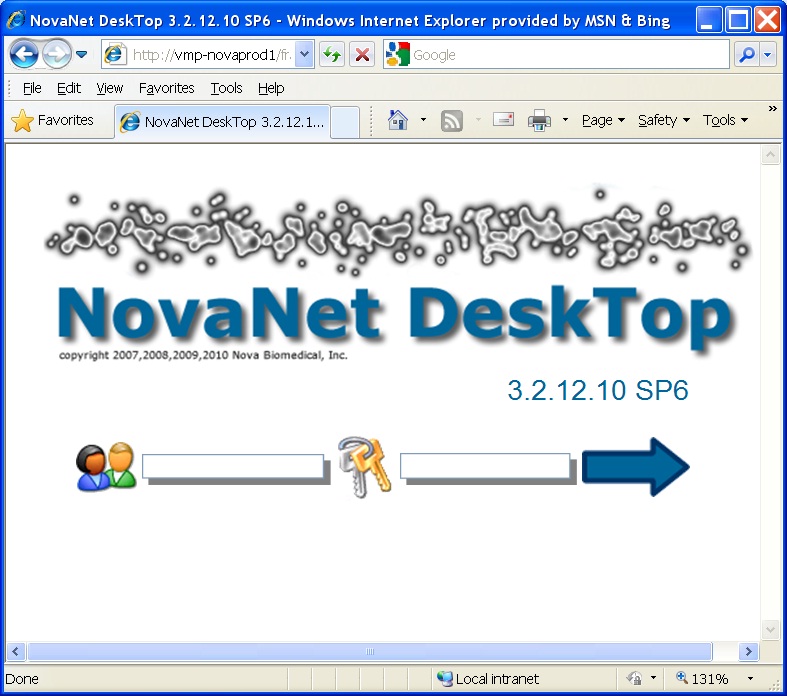 NovaNet DeskTop 3.2.12.10 SP6 - Windows Internet Explorer provided by MSN & Bing
http://vmp-novaprod1/fr
Google
File Edit View Favorites Tools Help
Favorites
NovaNet DeskTop 3.2.12.1...
Page Safety Tools »
NovaNet DeskTop
copyright 2007,2008,2009,2010 Nova Biomedical, Inc.
3.2.12.10 SP6
Done
Local intranet
131%